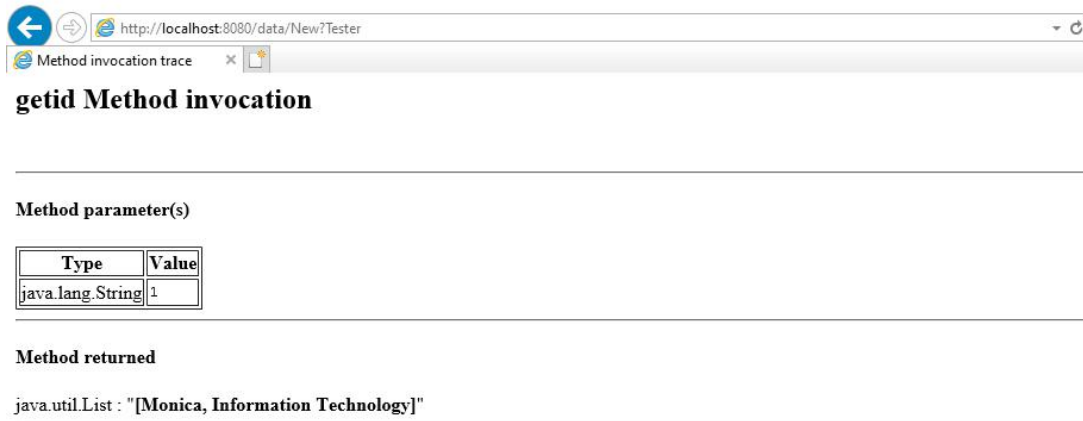 http://localhost:8080/data/New?Tester
Method invocation trace
getid Method invocation
Method parameter(s)
Type Value
java.lang.String 1
Method returned
java.util.List : "[Monica, Information Technology]"